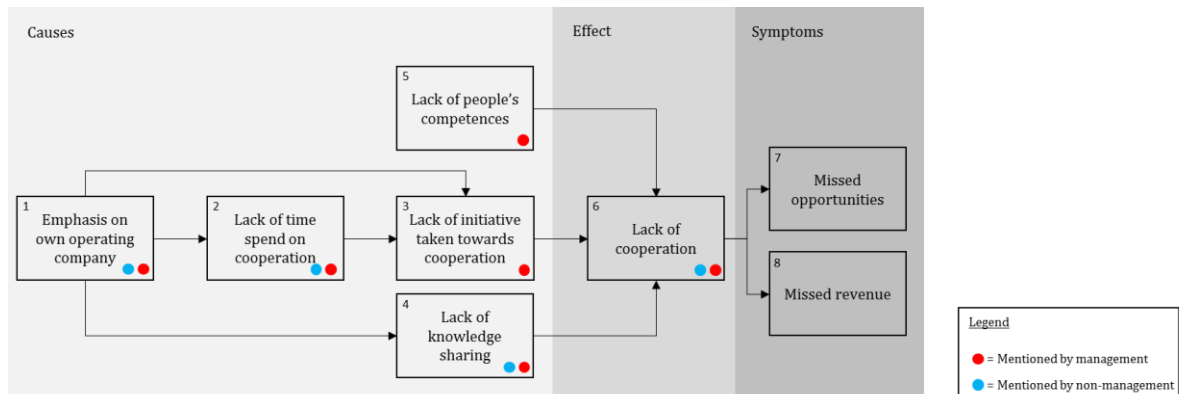 Causes
Effect
Symptoms
5
Lack of people's
competences
1
Emphasis on
own operating
company
2
Lack of time
spend on
cooperation
3
Lack of initiative
taken towards
cooperation
4
Lack of
knowledge
sharing
6
Lack of
cooperation
7
Missed
opportunities
8
Missed revenue
Legend
= Mentioned by management
= Mentioned by non-management